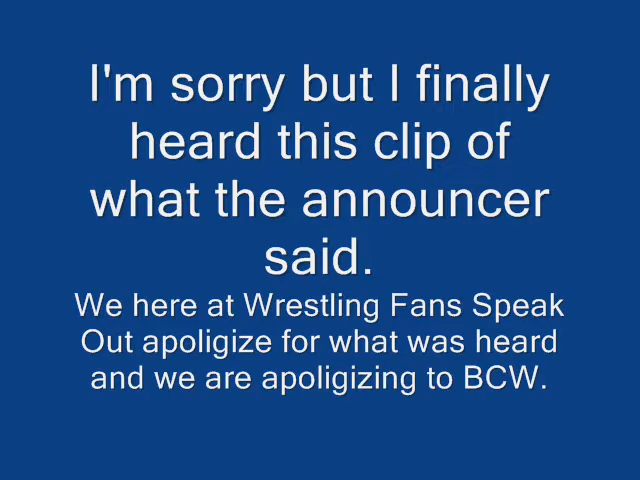 I'm sorry but I finally
heard this clip of
what the announcer
said.
We here at Wrestling Fans Speak
Out apoligize for what was heard
and we are apoligizing to BCW.